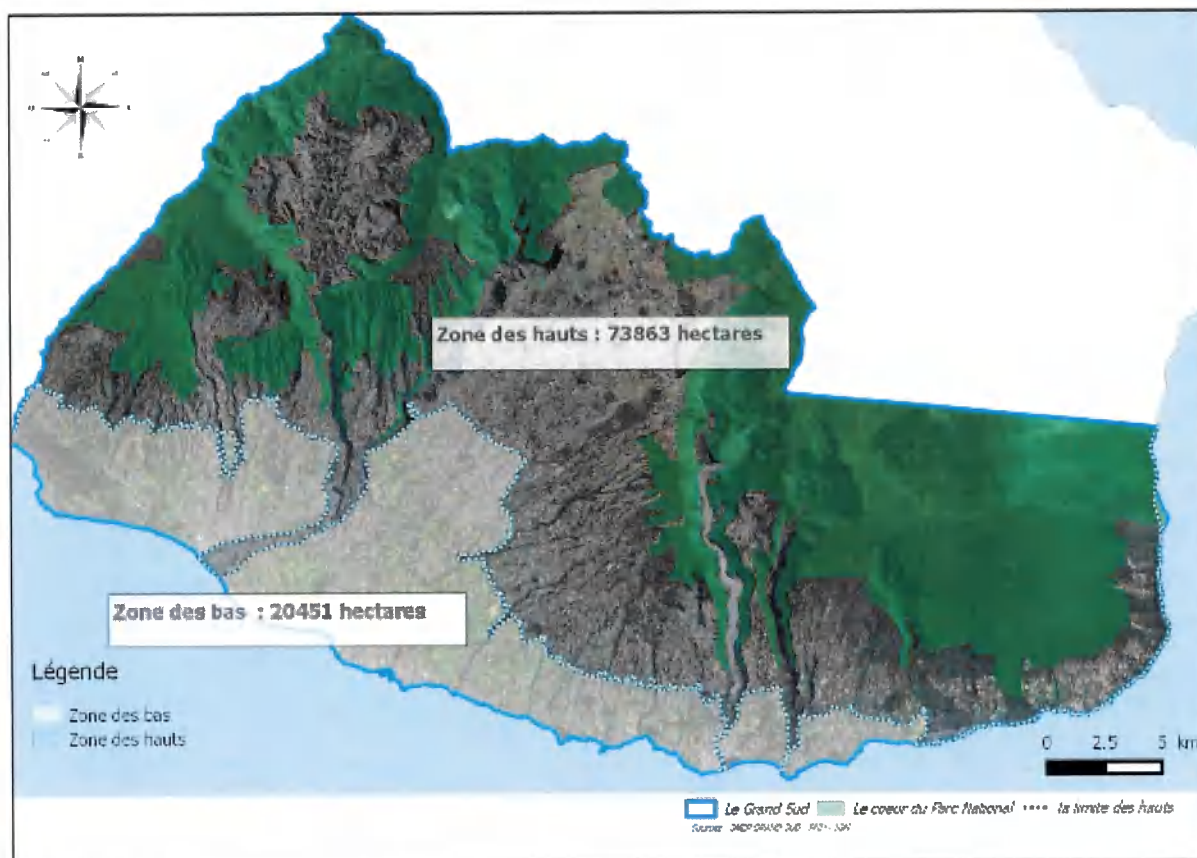 N
Zone des hauts : 73863 hectares
Zone des bas : 20451 hectares
Légende
Zone des bas
Zone des hauts
0 2.5 5 km
Le Grand Sud Le coeur du Parc National la limite des hauts